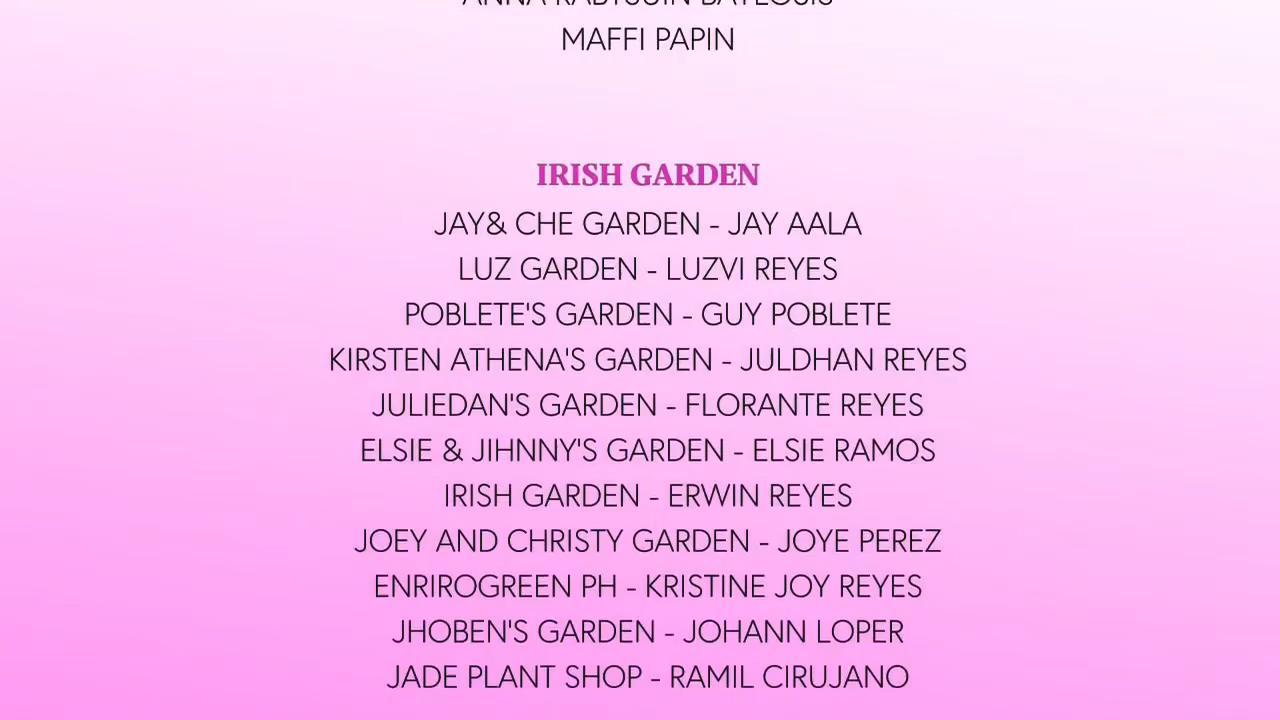 MAFFI PAPIN
IRISH GARDEN
JAY& CHE GARDEN - JAY AALA
LUZ GARDEN - LUZVI REYES
POBLETE'S GARDEN - GUY POBLETE
KIRSTEN ATHENA'S GARDEN - JULDHAN REYES
JULIEDAN'S GARDEN - FLORANTE REYES
ELSIE & JIHNNY'S GARDEN - ELSIE RAMOS
IRISH GARDEN - ERWIN REYES
JOEY AND CHRISTY GARDEN - JOYE PEREZ
ENRIROGREEN PH - KRISTINE JOY REYES
JHOBEN'S GARDEN - JOHANN LOPER
JADE PLANT SHOP - RAMIL CIRUJANO